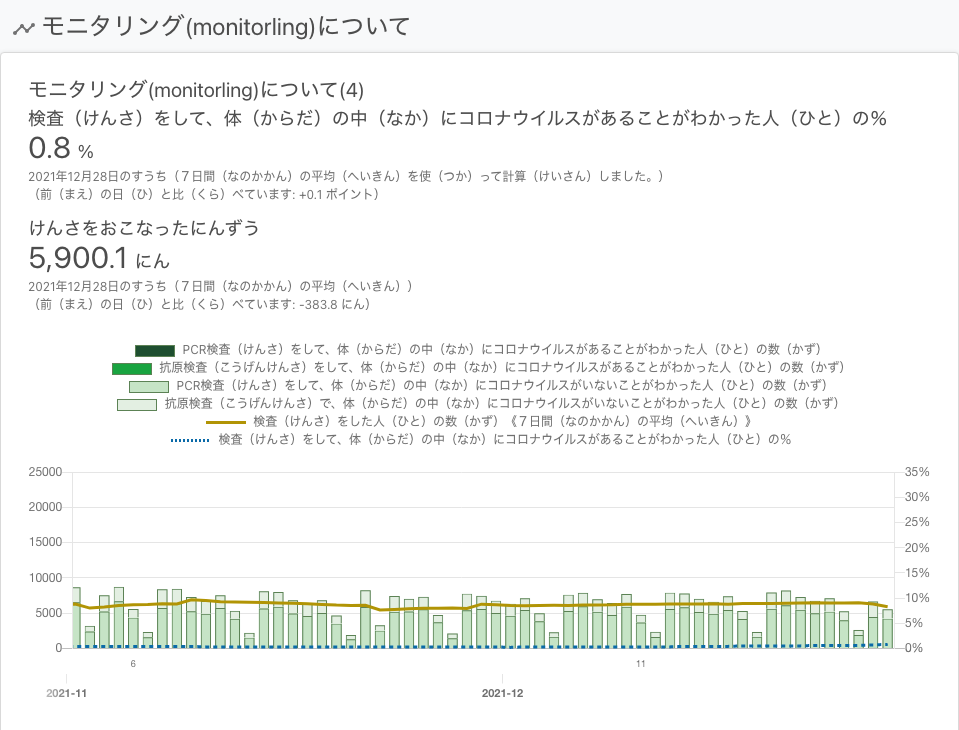 モニタリング(monitorling)について
モニタリング(monitorling)について(4)
検査（けんさ）をして、体（からだ）の中（なか）にコロナウイルスがあることがわかった人（ひと）の%
0.8 %
2021年12月28日のすうち（７日間（なのかかん）の平均（へいきん）を使（つか）って計算（けいさん）しました。）
（前（まえ）の日（ひ）と比（くら）べています: +0.1 ポイント）
けんさをおこなったにんずう
5,900.1 にん
2021年12月28日のすうち（７日間（なのかかん）の平均（へいきん））
（前（まえ）の日（ひ）と比（くら）べています: -383.8 にん）
PCR検査（けんさ）をして、体（からだ）の中（なか）にコロナウイルスがあることがわかった人（ひと）の数（かず）
抗原検査（こうげんけんさ）をして、体（からだ）の中（なか）にコロナウイルスがあることがわかった人（ひと）の数（かず）
PCR検査（けんさ）をして、体（からだ）の中（なか）にコロナウイルスがいないことがわかった人（ひと）の数（かず）
抗原検査（こうげんけんさ）で、体（からだ）の中（なか）にコロナウイルスがいないことがわかった人（ひと）の数（かず）
検査（けんさ）をした人（ひと）の数（かず）《７日間（なのかかん）の平均（へいきん）》
検査（けんさ）をして、体（からだ）の中（なか）にコロナウイルスがあることがわかった人（ひと）の%
25000 35%
30%
20000
25%
15000
20%
15%
10000
10%
5000
5%
0 0%
6 11
2021-11 2021-12